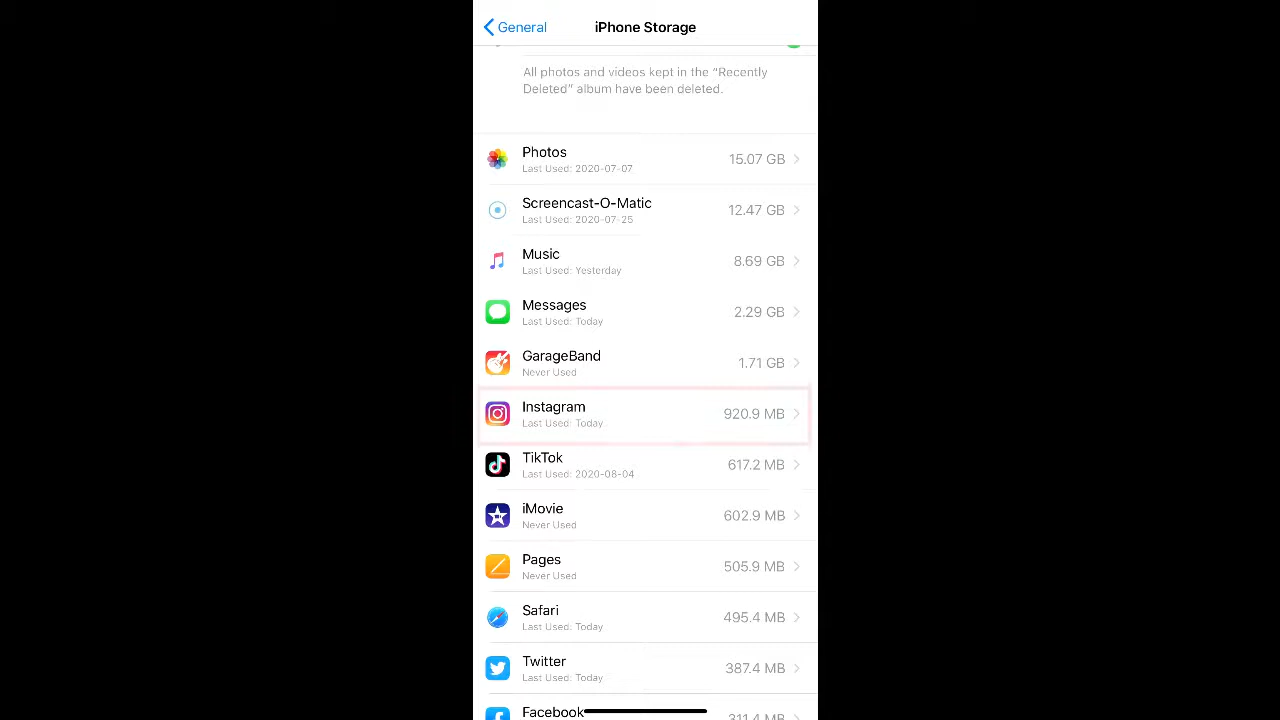 General
iPhone Storage
All photos and videos kept in the “Recently
Deleted” album have been deleted.
Photos
Last Used: 2020-07-07
15.07 GB
Screencast-O-Matic
Last Used: 2020-07-25
12.47 GB
Music
Last Used: Yesterday
8.69 GB
Messages
Last Used: Today
2.29 GB
GarageBand
Never Used
1.71 GB
Instagram
Last Used: Today
920.9 MB
TikTok
Last Used: 2020-08-04
617.2 MB
iMovie
Never Used
602.9 MB
Pages
Never Used
505.9 MB
Safari
Last Used: Today
495.4 MB
Twitter
Last Used: Today
387.4 MB
Facebook
311.4 MB